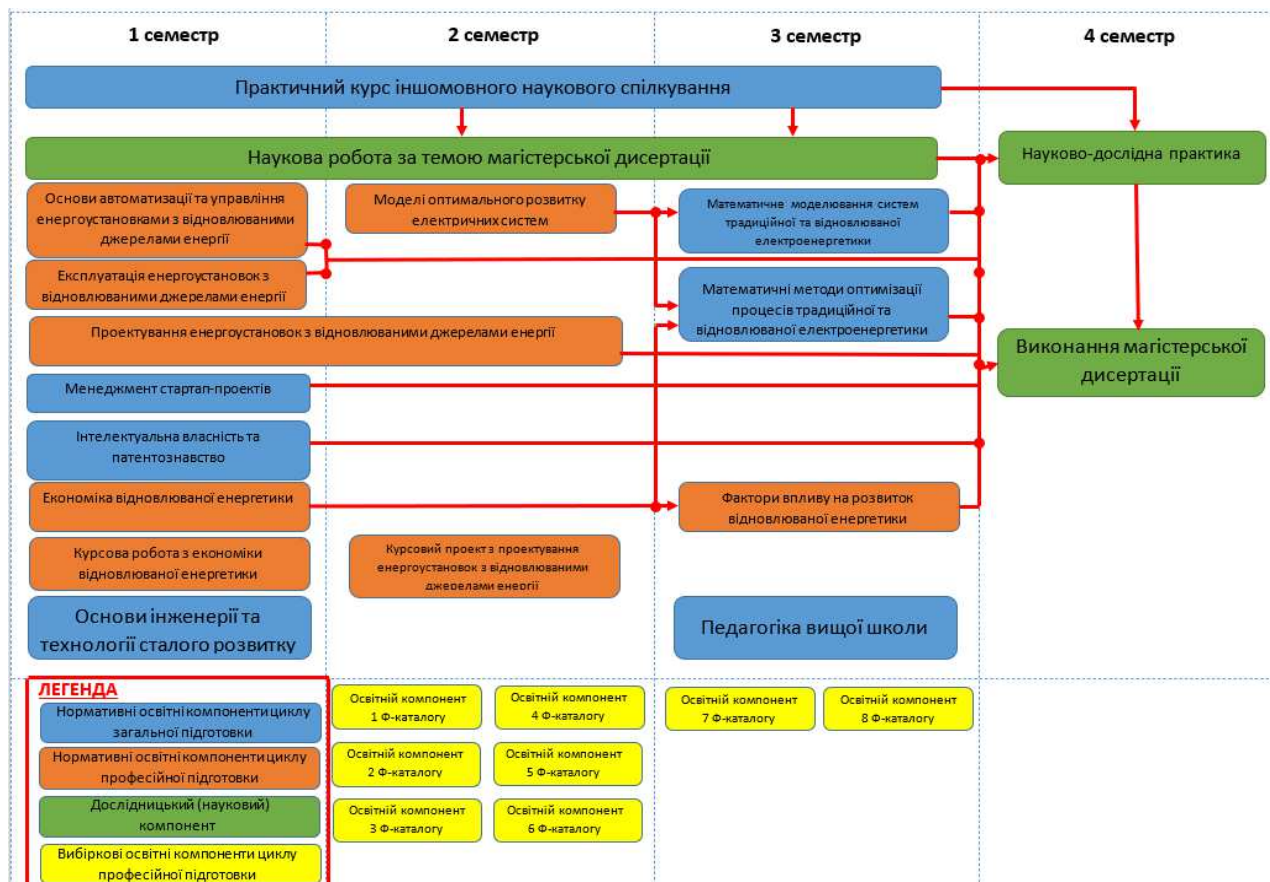 1 семестр
2 семестр
3 семестр
4 семестр
Практичний курс іншомовного наукового спілкування
Наукова робота за темою магістерської дисертації
Науково-дослідна практика
Основи автоматизації та управління
енергоустановками з відновлюваними
джерелами енергії
Моделі оптимального розвитку
електричних систем
Математичне моделювання систем
традиційної та відновлюваної
електроенергетики
Експлуатація енергоустановок з
відновлюваними джерелами енергії
Математичні методи оптимізації
процесів традиційної та
відновлюваної електроенергетики
Проектування енергоустановок з відновлюваними джерелами енергії
Виконання магістерської
дисертації
Менеджмент стартап-проектів
Інтелектуальна власність та
патентознавство
Економіка відновлюваної енергетики
Фактори впливу на розвиток
відновлюваної енергетики
Курсова робота з економіки
відновлюваної енергетики
Курсовий проект з проектування
енергоустановок з відновлюваними
джерелами енергії
Основи інженерії та
технології сталого розвитку
Педагогіка вищої школи
ЛЕГЕНДА
Нормативні освітні компоненти циклу
загальної підготовки
Нормативні освітні компоненти циклу
професійної підготовки
Дослідницький (науковий)
компонент
Вибіркові освітні компоненти циклу
професійної підготовки
Освітній компонент
1 Ф-каталогу
Освітній компонент
4 Ф-каталогу
Освітній компонент
7 Ф-каталогу
Освітній компонент
8 Ф-каталогу
Освітній компонент
2 Ф-каталогу
Освітній компонент
5 Ф-каталогу
Освітній компонент
3 Ф-каталогу
Освітній компонент
6 Ф-каталогу